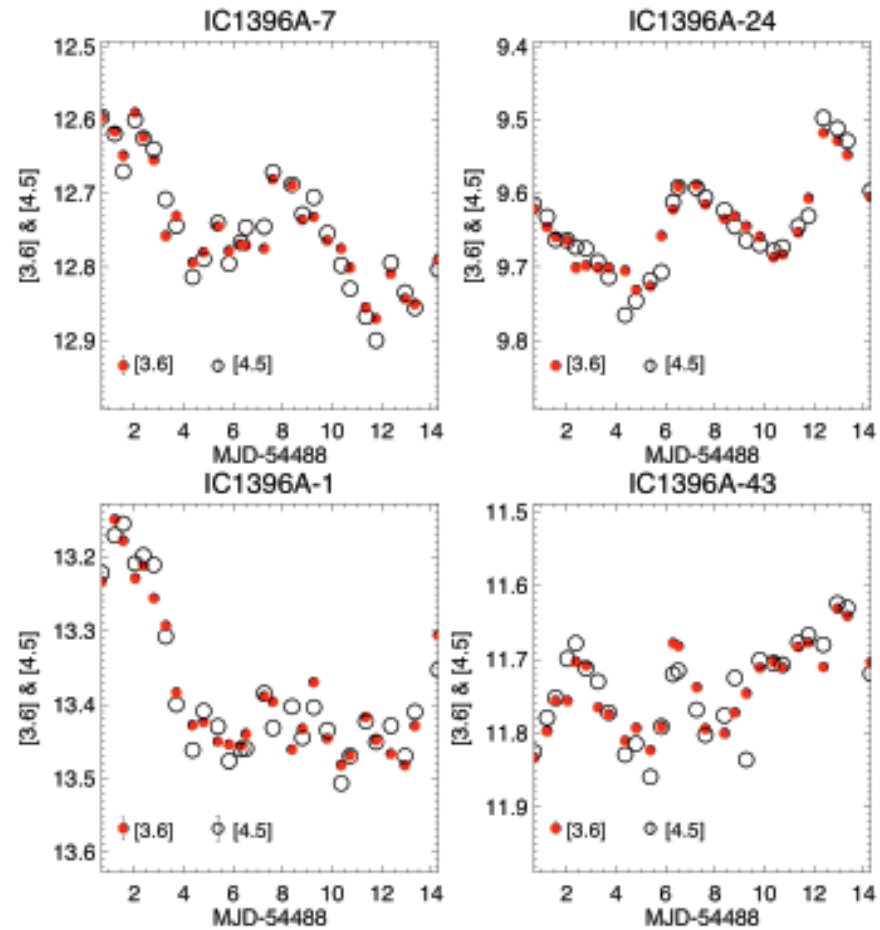 IC1396A-7
12.5
12.6
12.7
12.8
12.9
[3.6] & [4.5]
[3.6] [4.5]
2 4 6 8 10 12 14
MJD-54488
IC1396A-24
9.4
9.5
9.6
9.7
9.8
[3.6] & [4.5]
[3.6] [4.5]
2 4 6 8 10 12 14
MJD-54488
IC1396A-1
13.2
13.3
13.4
13.5
13.6
[3.6] & [4.5]
[3.6] [4.5]
2 4 6 8 10 12 14
MJD-54488
IC1396A-43
11.5
11.6
11.7
11.8
11.9
[3.6] & [4.5]
[3.6] [4.5]
2 4 6 8 10 12 14
MJD-54488